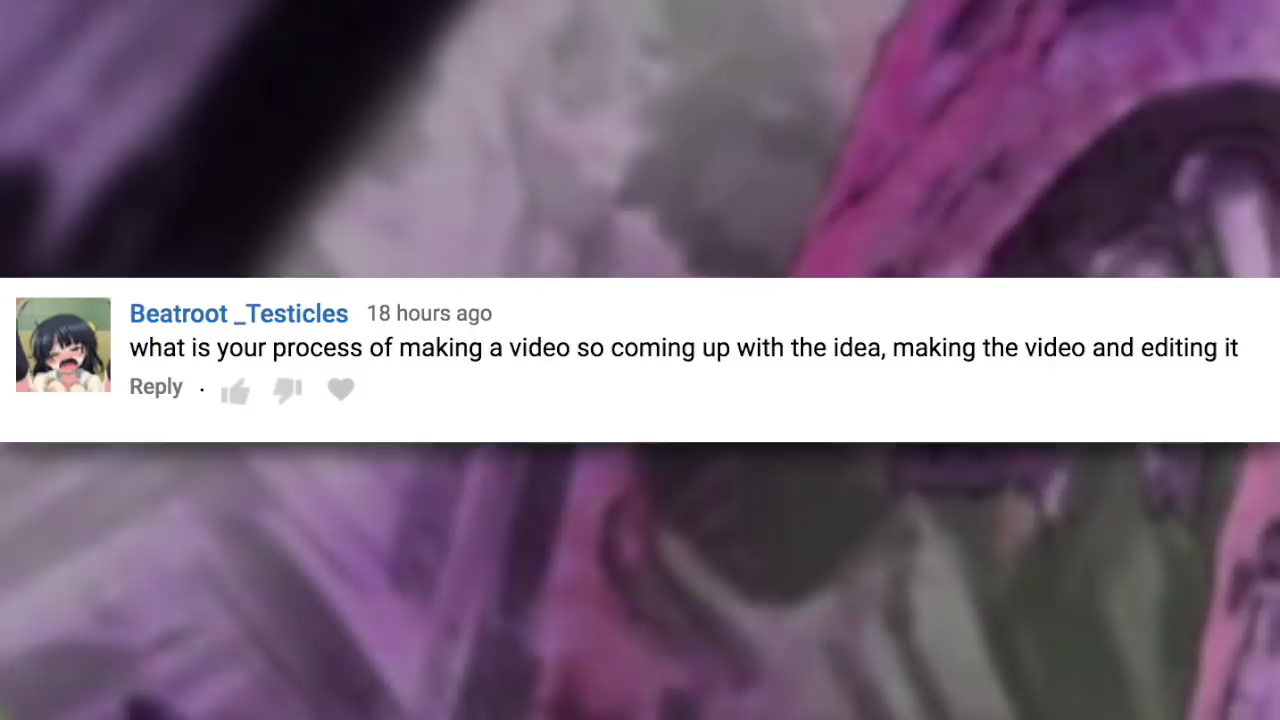 Beatroot _Testicles 18 hours ago
what is your process of making a video so coming up with the idea, making the video and editing it
Reply ·